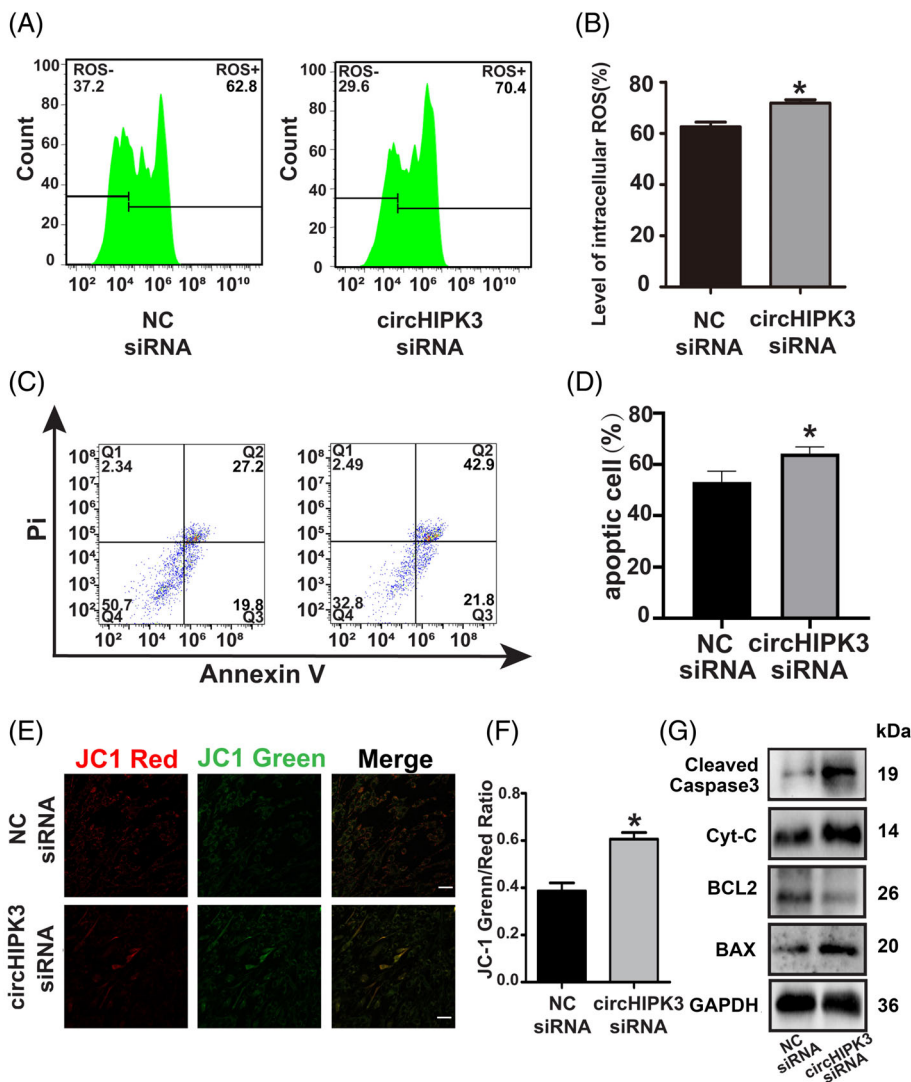 (A)
ROS- ROS+
37.2 62.8
100
80
60
40
20
0
Count
10² 10⁴ 10⁶ 10⁸ 10¹⁰
NC
siRNA
ROS- ROS+
29.6 70.4
100
80
60
40
20
0
Count
10² 10⁴ 10⁶ 10⁸ 10¹⁰
circHIPK3
siRNA
(B)
Level of intracellular ROS(%)
80
60
40
20
0
*
NC
siRNA
circHIPK3
siRNA
(C)
Pi
Q1 Q2
2.34 27.2
10⁸
10⁷
10⁶
10⁵
10⁴
10³
10²
50.7 19.8
Q4 Q3
10² 10⁴ 10⁶ 10⁸
Q1 Q2
2.49 42.9
10⁸
10⁷
10⁶
10⁵
10⁴
10³
10²
32.8 21.8
Q4 Q3
10² 10⁴ 10⁶ 10⁸
Annexin V
(D)
apoptic cell (%)
80
60
40
20
0
*
NC
siRNA
circHIPK3
siRNA
(E)
JC1 Red JC1 Green Merge
NC
siRNA
circHIPK3
siRNA
(F)
JC-1 Gremn/Red Ratio
0.8
0.6
0.4
0.2
0.0
*
NC
siRNA
circHIPK3
siRNA
(G)
kDa
Cleaved
Caspase3 19
Cyt-C 14
BCL2 26
BAX 20
GAPDH 36
NC
siRNA
circHIPK3
siRNA